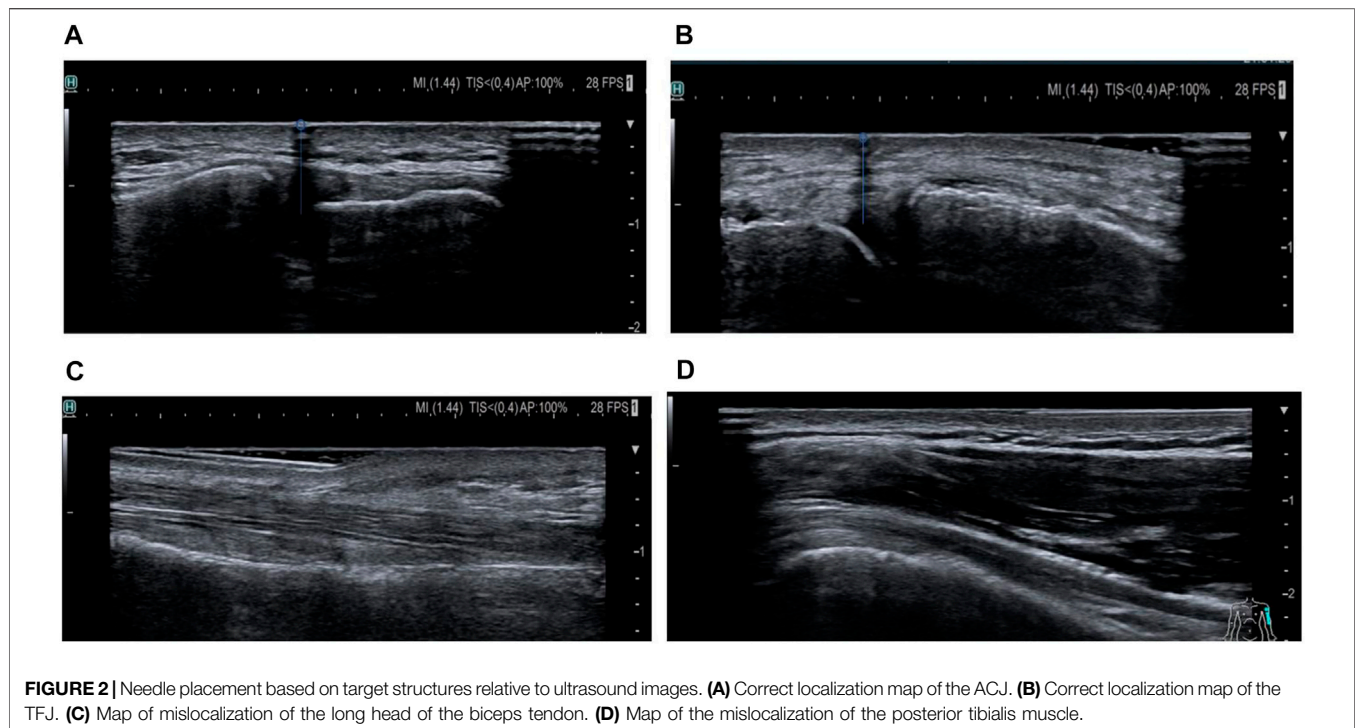 A
B
H
MI (1.44) TIS<(0,4) AP:100% 28 FPS 1
-1
-2
H
MI (1.44) TIS<(0,4) AP:100% 28 FPS 1
-1
C
D
H
MI (1.44) TIS<(0,4) AP:100% 28 FPS 1
-1
-1
-2
FIGURE 2 | Needle placement based on target structures relative to ultrasound images. (A) Correct localization map of the ACJ. (B) Correct localization map of the
TFJ. (C) Map of mislocalization of the long head of the biceps tendon. (D) Map of the mislocalization of the posterior tibialis muscle.